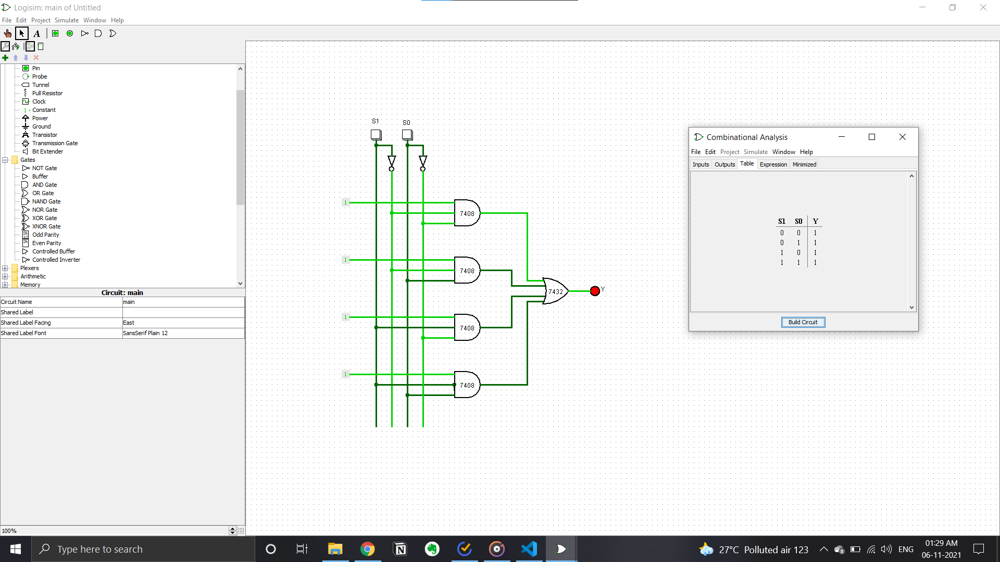 Logisim: main of Untitled
File Edit Project Simulate Window Help
A
Pin
Probe
Tunnel
Pull Resistor
Clock
1 Constant
Power
Ground
Transistor
Transmission Gate
Bit Extender
Gates
NOT Gate
Buffer
AND Gate
OR Gate
NAND Gate
NOR Gate
XOR Gate
XNOR Gate
Odd Parity
Even Parity
Controlled Buffer
Controlled Inverter
Plexers
Arithmetic
Memory
Circuit: main
Circuit Name main
Shared Label
Shared Label Facing East
Shared Label Font SansSerif Plain 12
100%
S1 S0
1 7408
1 7408
7432 Y
1 7408
1 7408
Combinational Analysis
File Edit Project Simulate Window Help
Inputs Outputs Table Expression Minimized
S1 S0 Y
0 0 1
0 1 1
1 0 1
1 1 1
Build Circuit
Type here to search
27°C Polluted air 123
ENG
01:29 AM
06-11-2021